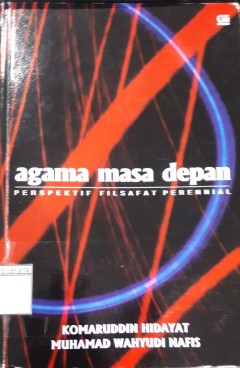 agama masa depan
PERSPEKTIF FILSAFAT PERENNIAL
KOMARUDDIN HIDAYAT
MUHAMAD WAHYUDI NAFIS